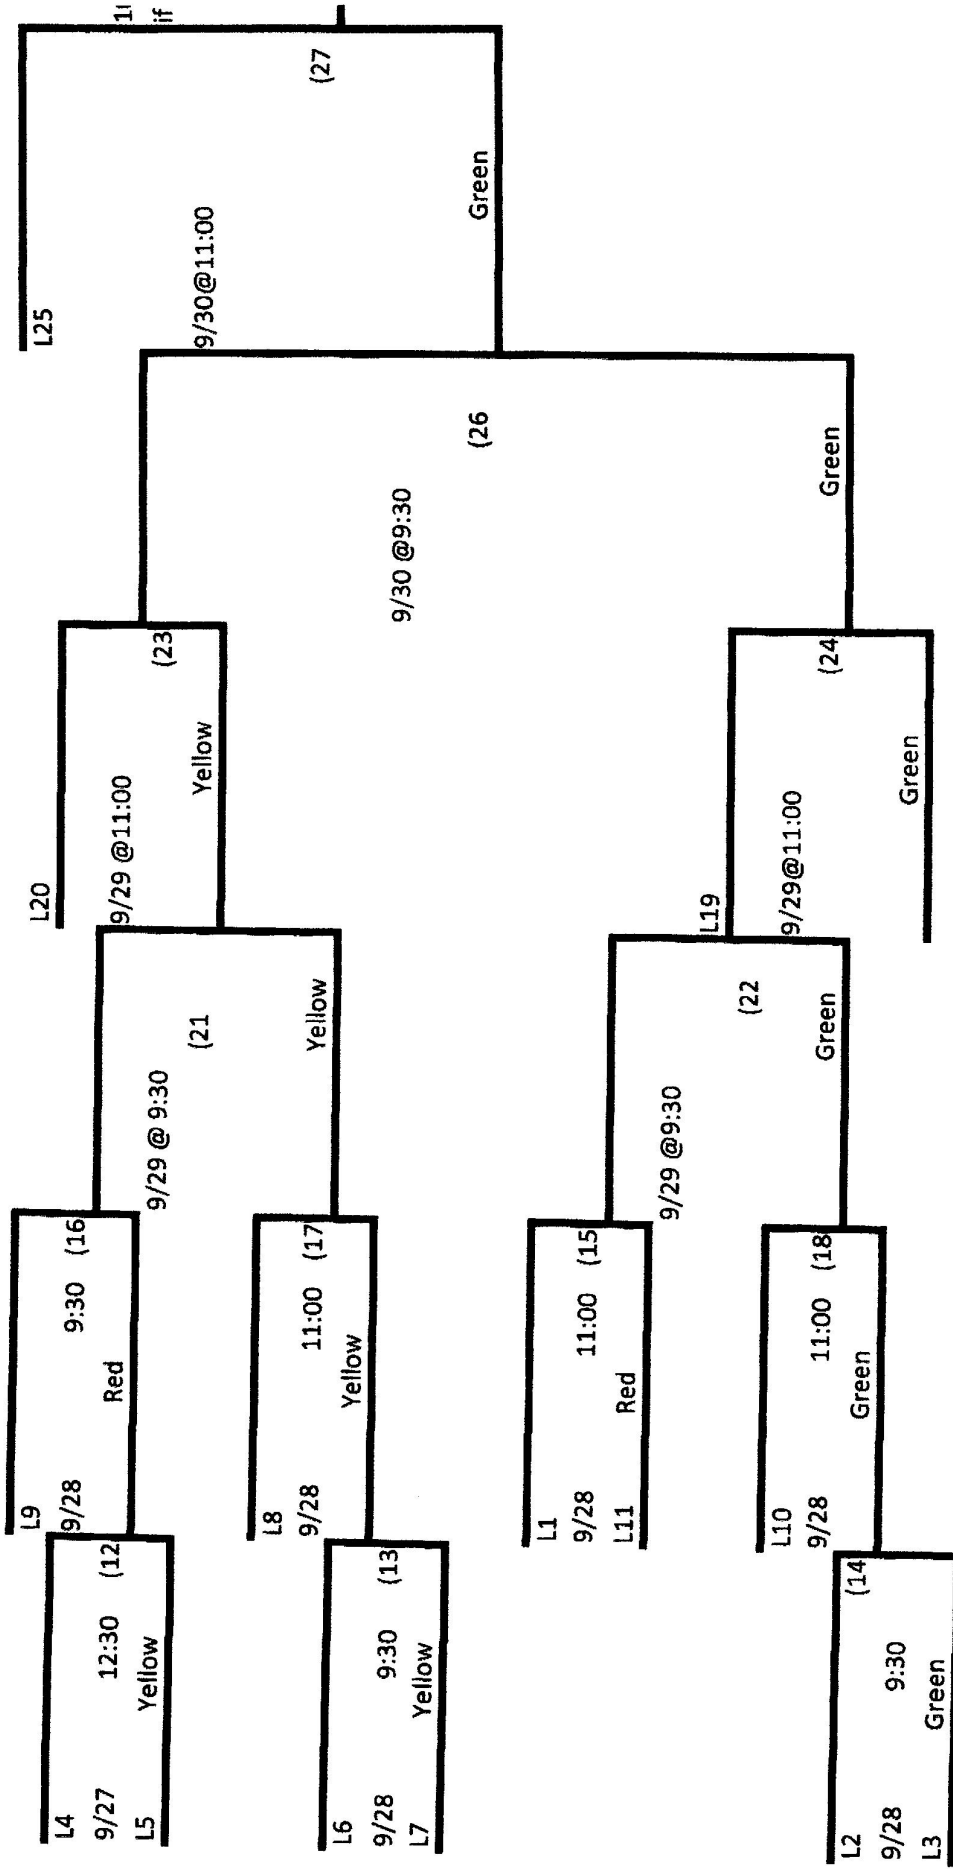 L4
9/27 12:30 (12
L5 Yellow
L9
9/28 9:30 (16
Red
L6
9/28 9:30 (13
L7 Yellow
L8
9/28 11:00 (17
Yellow
9/29 @ 9:30
(21
Yellow
L20
9/29 @11:00
(23
Yellow
L1
9/28 11:00 (15
L11 Red
L2 (14
9/28 9:30
L3 Green
L10
9/28 11:00 (18
Green
9/29 @9:30
(22
Green
L19
9/29@11:00
(24
Green
9/30 @9:30
(26
Green
L25
9/30@11:00
(27
Green
if